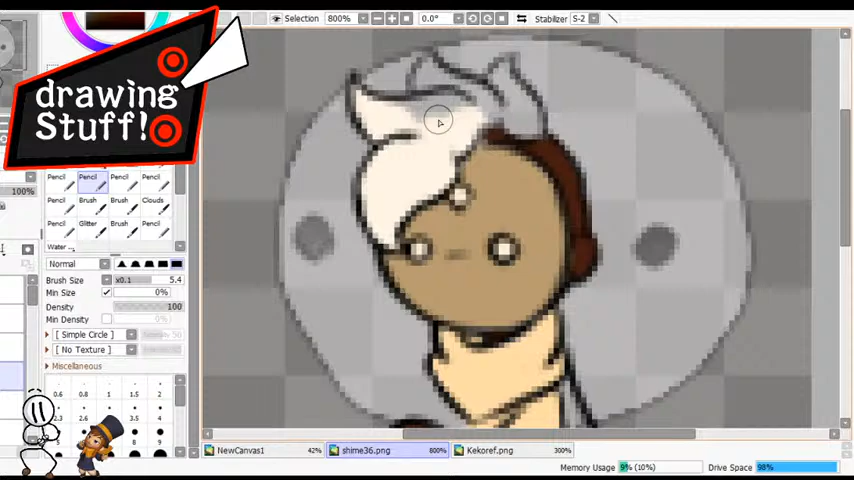 Selection 800% 0.0° Stabilizer S-2
drawing
Stuff!
Pencil Pencil Pencil Pencil
100%
Brush Brush Brush Clouds
Pencil Glitter Brush Pencil
Water
Normal
Brush Size x0.1 5.4
Min Size 0%
Density 100
Min Density 0%
[ Simple Circle ] 50
[ No Texture ]
Miscellaneous
0.6 0.8 1 1.5 2
2.3 2.6 3 3.5 4
8 9
NewCanvas1 42% shime36.png 800% Kekoref.png 300%
Memory Usage 9% (10%) Drive Space 98%